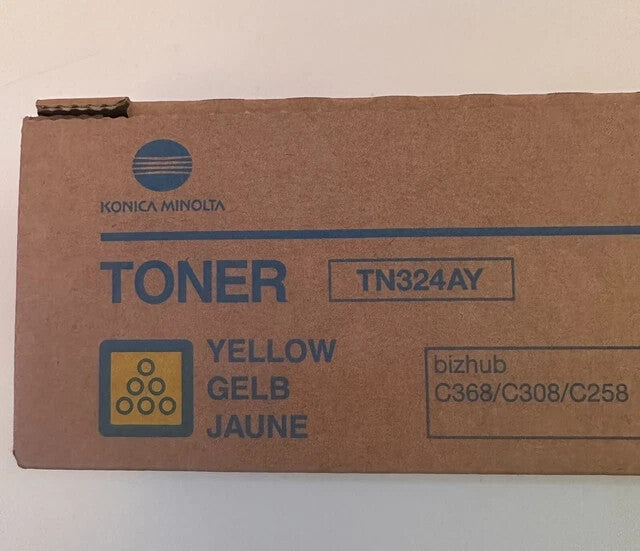 KONICA MINOLTA
TONER TN324AY
YELLOW
GELB
JAUNE
bizhub
C368/C308/C258